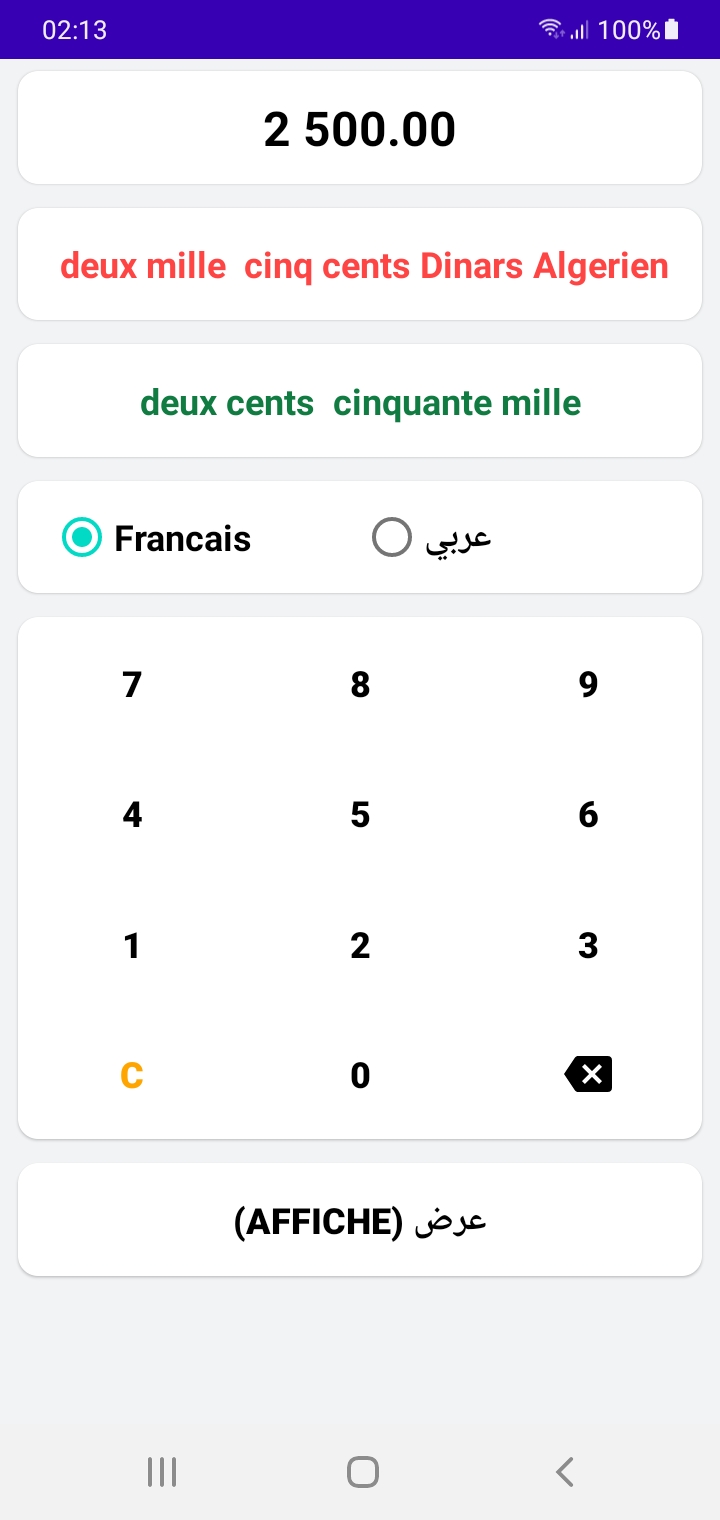 02:13 100%
2 500.00
deux mille  cinq cents Dinars Algerien
deux cents  cinquante mille
Francais عربي
7 8 9
4 5 6
1 2 3
C 0
(AFFICHE) عرض